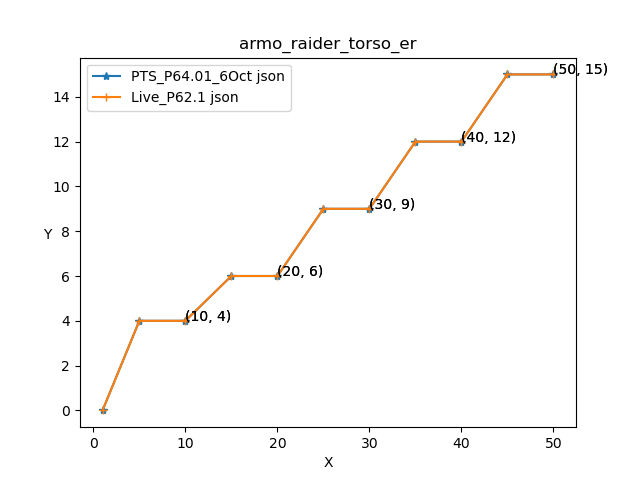 armo_raider_torso_er
PTS_P64.01_6Oct json
Live_P62.1 json
(50, 15)
(40, 12)
(30, 9)
(20, 6)
(10, 4)
14
12
10
8
6
4
2
0
Y
0 10 20 30 40 50
X